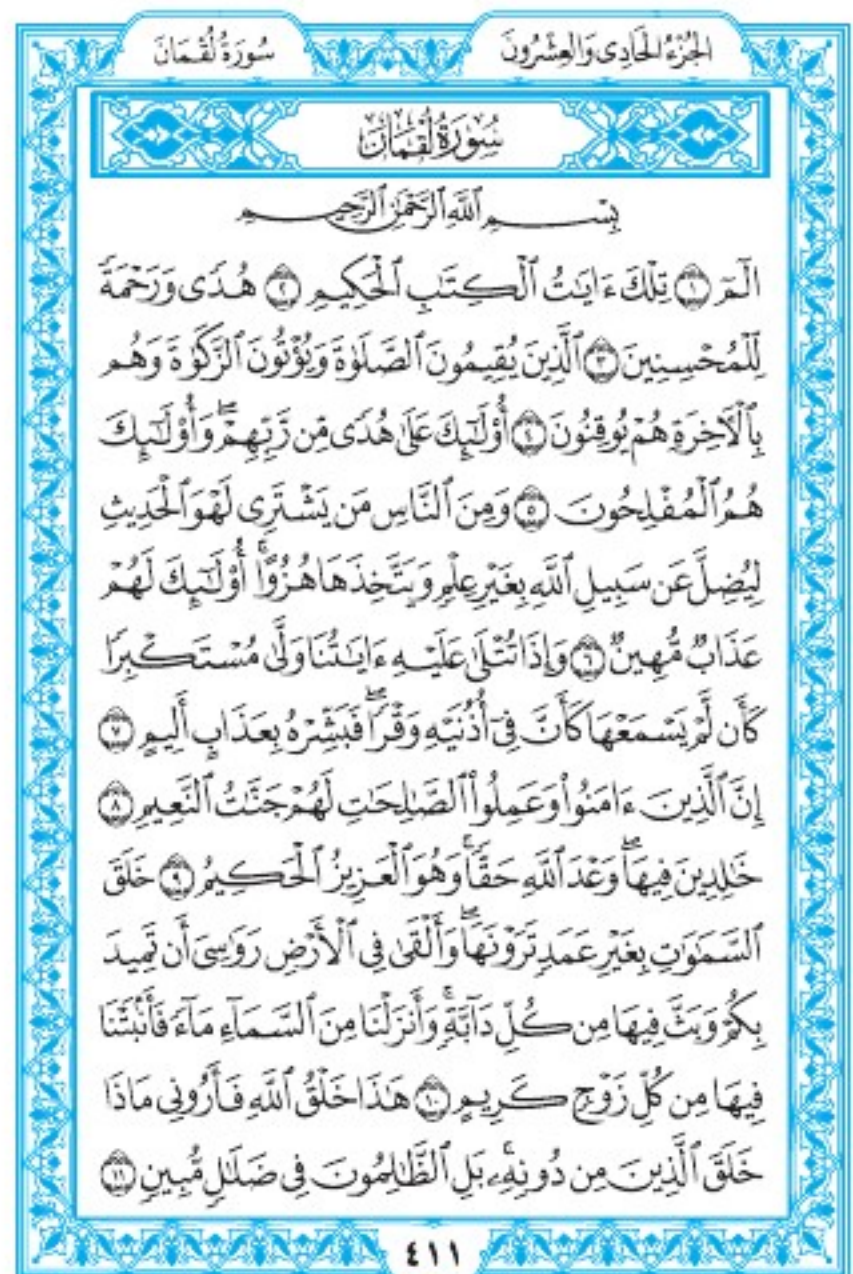 الجُزْءُ الحَادِى وَالعِشْرُونَ سُورَةُ لُقْمَانَ
سُورَةُ لُقْمَان
بِسْمِ ٱللَّهِ ٱلرَّحْمَٰنِ ٱلرَّحِيمِ
الٓمٓ ١ تِلْكَ ءَايَٰتُ ٱلْكِتَٰبِ ٱلْحَكِيمِ ٢ هُدًى وَرَحْمَةً
لِّلْمُحْسِنِينَ ٣ ٱلَّذِينَ يُقِيمُونَ ٱلصَّلَوٰةَ وَيُؤْتُونَ ٱلزَّكَوٰةَ وَهُم
بِٱلْأٓخِرَةِ هُمْ يُوقِنُونَ ٤ أُوْلَٰٓئِكَ عَلَىٰ هُدًى مِّن رَّبِّهِمْۖ وَأُوْلَٰٓئِكَ
هُمُ ٱلْمُفْلِحُونَ ٥ وَمِنَ ٱلنَّاسِ مَن يَشْتَرِى لَهْوَ ٱلْحَدِيثِ
لِيُضِلَّ عَن سَبِيلِ ٱللَّهِ بِغَيْرِ عِلْمٍ وَيَتَّخِذَهَا هُزُوًاۚ أُوْلَٰٓئِكَ لَهُمْ
عَذَابٌ مُّهِينٌ ٦ وَإِذَا تُتْلَىٰ عَلَيْهِ ءَايَٰتُنَا وَلَّىٰ مُسْتَكْبِرًا
كَأَن لَّمْ يَسْمَعْهَا كَأَنَّ فِىٓ أُذُنَيْهِ وَقْرًاۖ فَبَشِّرْهُ بِعَذَابٍ أَلِيمٍ ٧
إِنَّ ٱلَّذِينَ ءَامَنُواْ وَعَمِلُواْ ٱلصَّٰلِحَٰتِ لَهُمْ جَنَّٰتُ ٱلنَّعِيمِ ٨
خَٰلِدِينَ فِيهَاۖ وَعْدَ ٱللَّهِ حَقًّاۚ وَهُوَ ٱلْعَزِيزُ ٱلْحَكِيمُ ٩ خَلَقَ
ٱلسَّمَٰوَٰتِ بِغَيْرِ عَمَدٍ تَرَوْنَهَاۖ وَأَلْقَىٰ فِى ٱلْأَرْضِ رَوَٰسِىَ أَن تَمِيدَ
بِكُمْ وَبَثَّ فِيهَا مِن كُلِّ دَآبَّةٍۚ وَأَنزَلْنَا مِنَ ٱلسَّمَآءِ مَآءً فَأَنۢبَتْنَا
فِيهَا مِن كُلِّ زَوْجٍ كَرِيمٍ ١٠ هَٰذَا خَلْقُ ٱللَّهِ فَأَرُونِى مَاذَا
خَلَقَ ٱلَّذِينَ مِن دُونِهِۦۚ بَلِ ٱلظَّٰلِمُونَ فِى ضَلَٰلٍ مُّبِينٍ ١١
٤١١